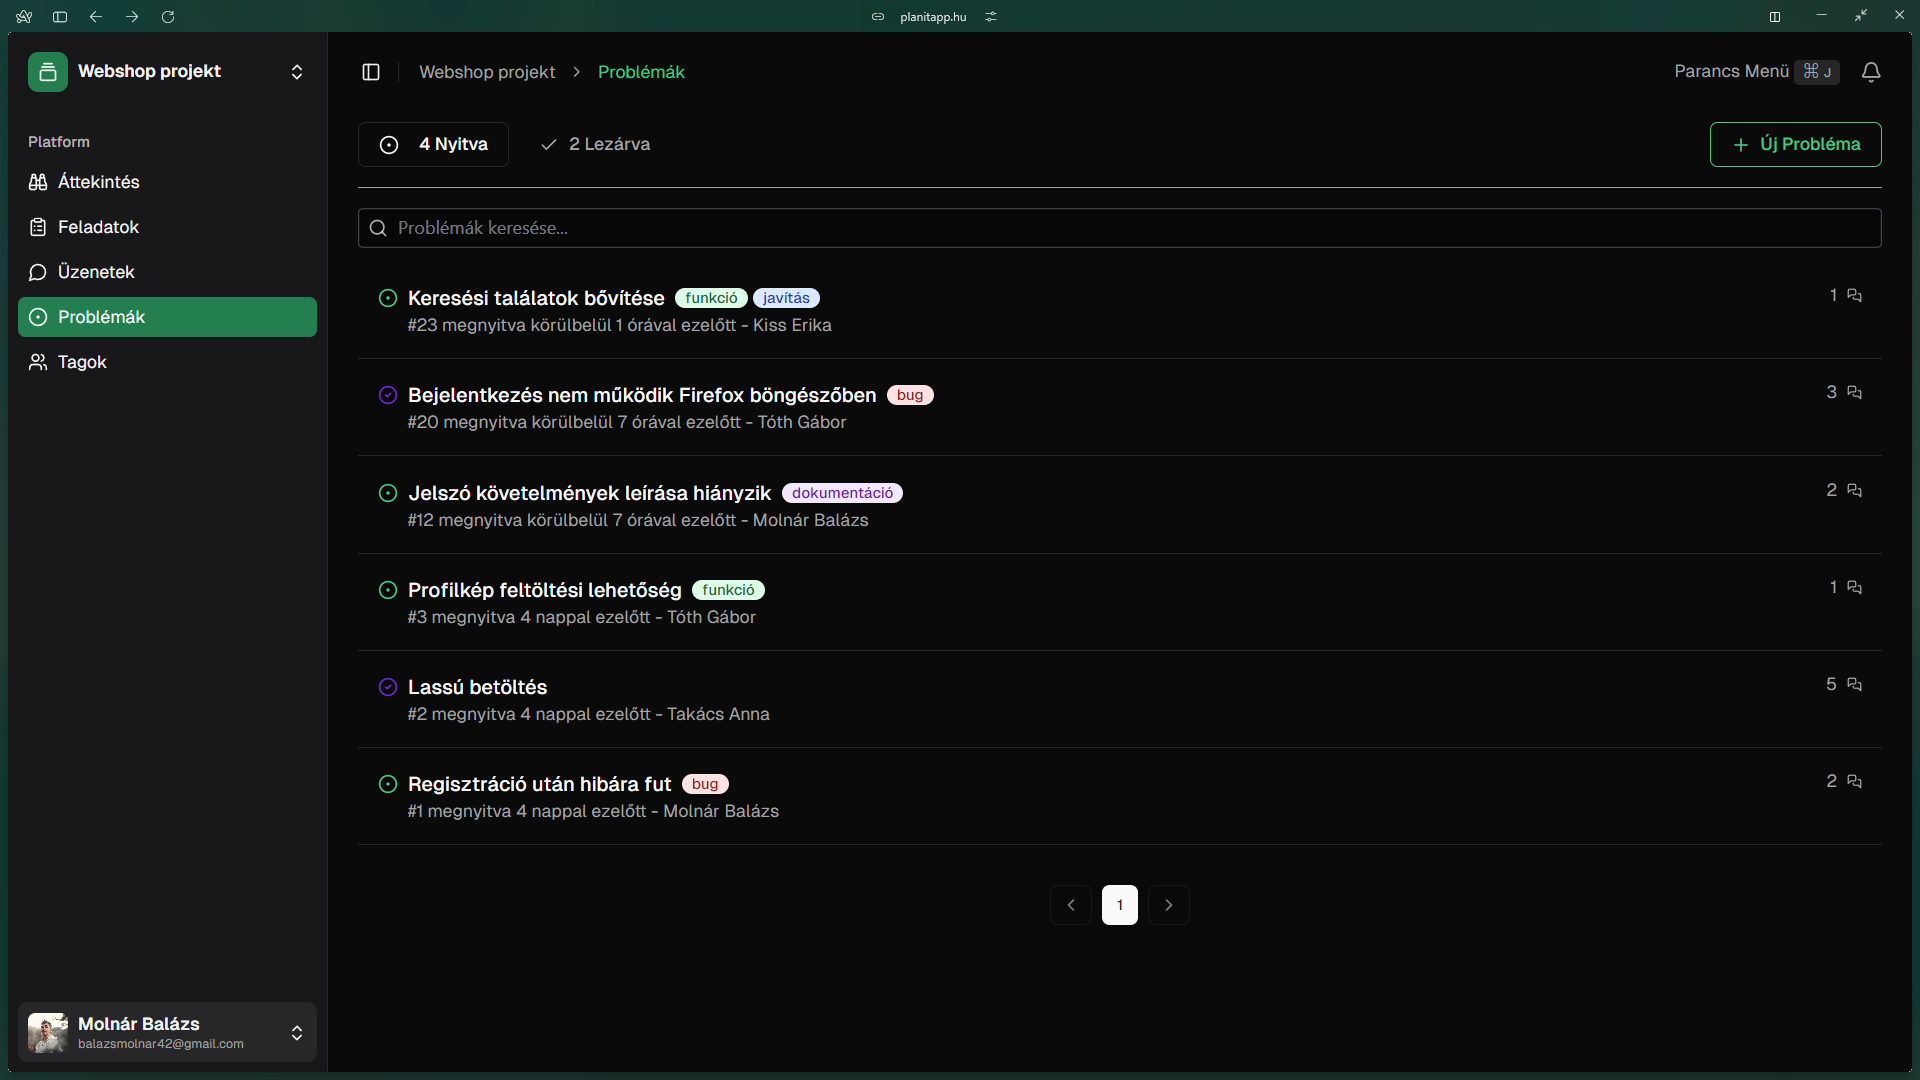 planitapp.hu
Webshop projekt
Platform
Áttekintés
Feladatok
Üzenetek
Problémák
Tagok
Molnár Balázs
balazsmolnar42@gmail.com
Webshop projekt > Problémák
Parancs Menü ⌘ J
4 Nyitva
2 Lezárva
+ Új Probléma
Problémák keresése...
Keresési találatok bővítése funkció javítás
1
#23 megnyitva körülbelül 1 órával ezelőtt - Kiss Erika
Bejelentkezés nem működik Firefox böngészőben bug
3
#20 megnyitva körülbelül 7 órával ezelőtt - Tóth Gábor
Jelszó követelmények leírása hiányzik dokumentáció
2
#12 megnyitva körülbelül 7 órával ezelőtt - Molnár Balázs
Profilkép feltöltési lehetőség funkció
1
#3 megnyitva 4 nappal ezelőtt - Tóth Gábor
Lassú betöltés
5
#2 megnyitva 4 nappal ezelőtt - Takács Anna
Regisztráció után hibára fut bug
2
#1 megnyitva 4 nappal ezelőtt - Molnár Balázs
1